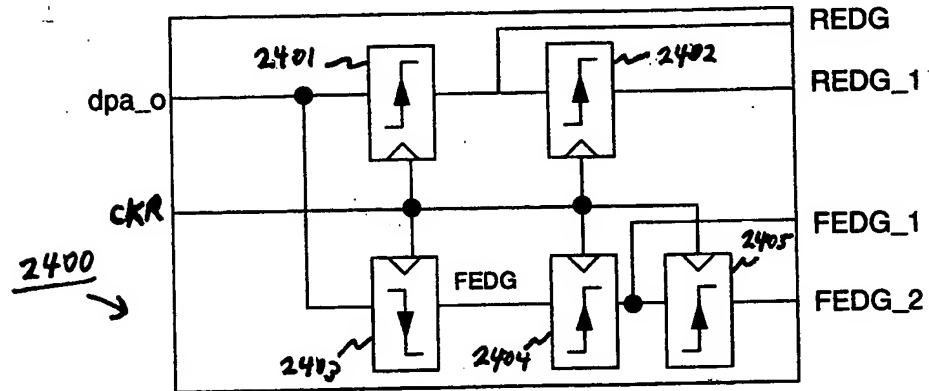 REDG
2401
2402
REDG_1
dpa_o
CKR
FEDG_1
2405
2400
FEDG
FEDG_2
2403
2404